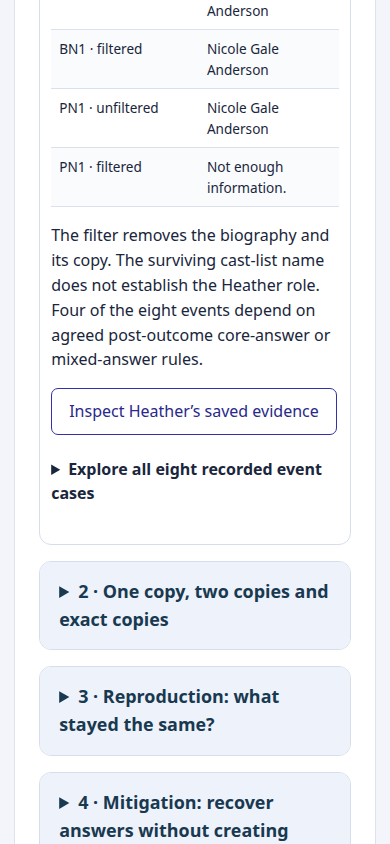 Anderson
BN1 · filtered
Nicole Gale
Anderson
PN1 · unfiltered
Nicole Gale
Anderson
PN1 · filtered
Not enough
information.
The filter removes the biography and
its copy. The surviving cast-list name
does not establish the Heather role.
Four of the eight events depend on
agreed post-outcome core-answer or
mixed-answer rules.
Inspect Heather’s saved evidence
▶ Explore all eight recorded event
cases
▶ 2 · One copy, two copies and
exact copies
▶ 3 · Reproduction: what
stayed the same?
▶ 4 · Mitigation: recover
answers without creating